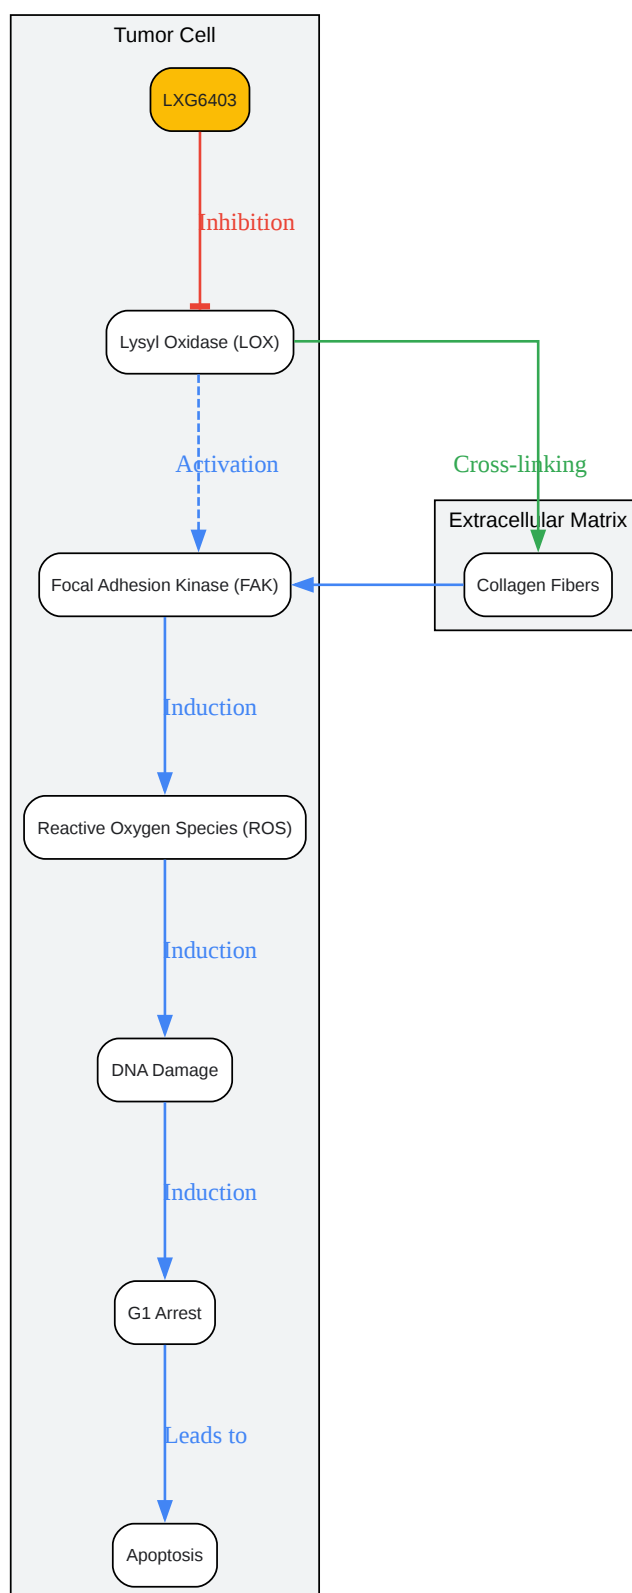 Tumor Cell
LXG6403
Inhibition
Lysyl Oxidase (LOX)
Activation
Cross-linking
Extracellular Matrix
Focal Adhesion Kinase (FAK)
Collagen Fibers
Induction
Reactive Oxygen Species (ROS)
Induction
DNA Damage
Induction
G1 Arrest
Leads to
Apoptosis